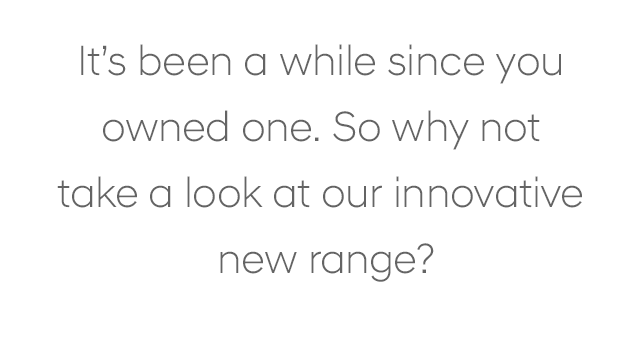 It’s been a while since you
owned one. So why not
take a look at our innovative
new range?